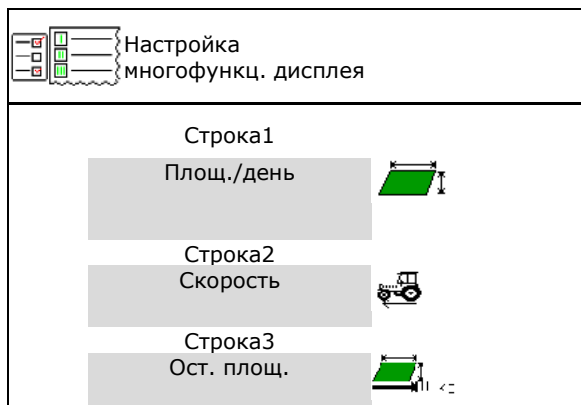 Настройка
многофункц. дисплея
Строка1
Площ./день
Строка2
Скорость
Строка3
Ост. площ.